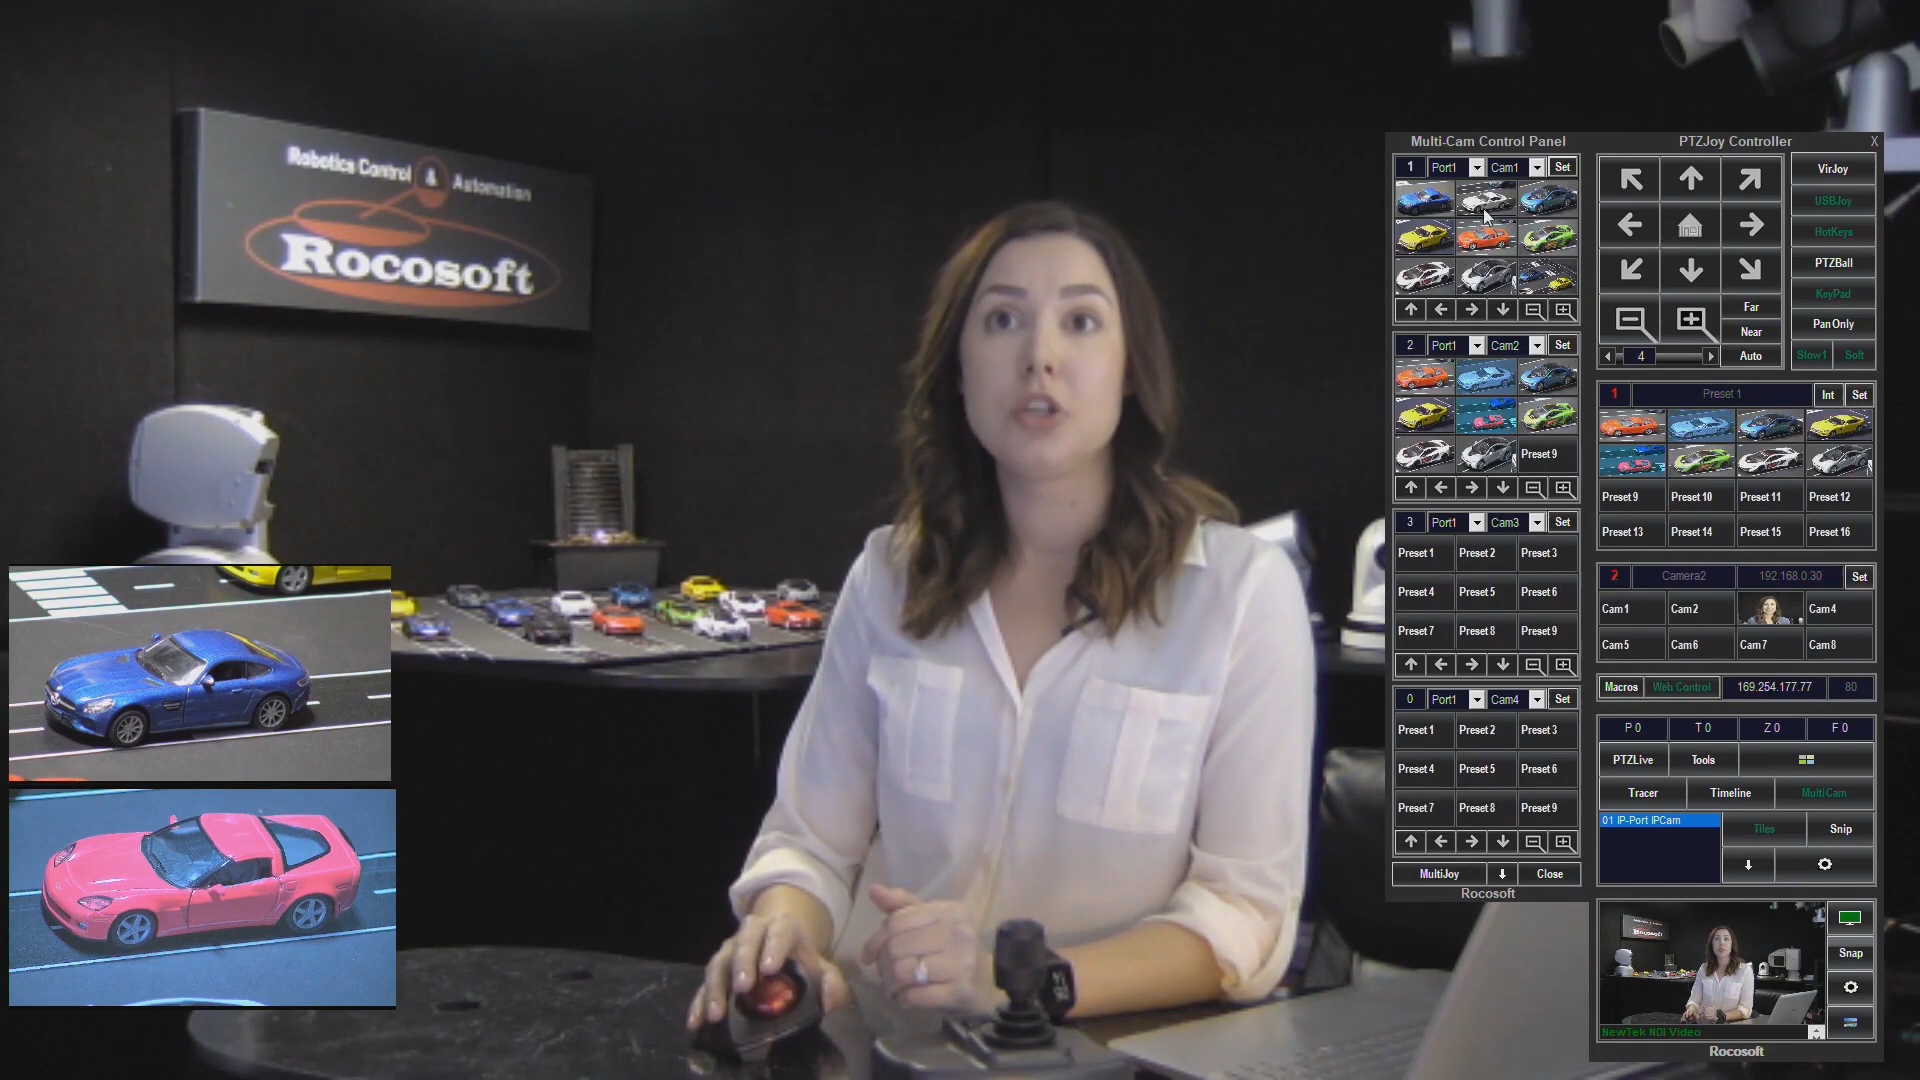 Robotics Control & Automation
Rocosoft
Multi-Cam Control Panel
1 Port1 Cam1 Set
2 Port1 Cam2 Set
Preset 9
3 Port1 Cam3 Set
Preset 1 Preset 2 Preset 3
Preset 4 Preset 5 Preset 6
Preset 7 Preset 8 Preset 9
0 Port1 Cam4 Set
Preset 1 Preset 2 Preset 3
Preset 4 Preset 5 Preset 6
Preset 7 Preset 8 Preset 9
MultiJoy Close
Rocosoft
PTZJoy Controller X
VirJoy
USBJoy
HotKeys
PTZBall
KeyPad
Far
Near
PanOnly
4 Auto Slow1 Soft
1 Preset 1 Int Set
Preset 9 Preset 10 Preset 11 Preset 12
Preset 13 Preset 14 Preset 15 Preset 16
2 Camera2 192.168.0.30 Set
Cam1 Cam2 Cam4
Cam5 Cam6 Cam7 Cam8
Macros Web Control 169.254.177.77 80
P 0 T 0 Z 0 F 0
PTZLive Tools
Tracer Timeline MultiCam
01 IP-Port IPCam Tiles Snip
Rocosoft
Snap
NewTek NDI Video
Rocosoft